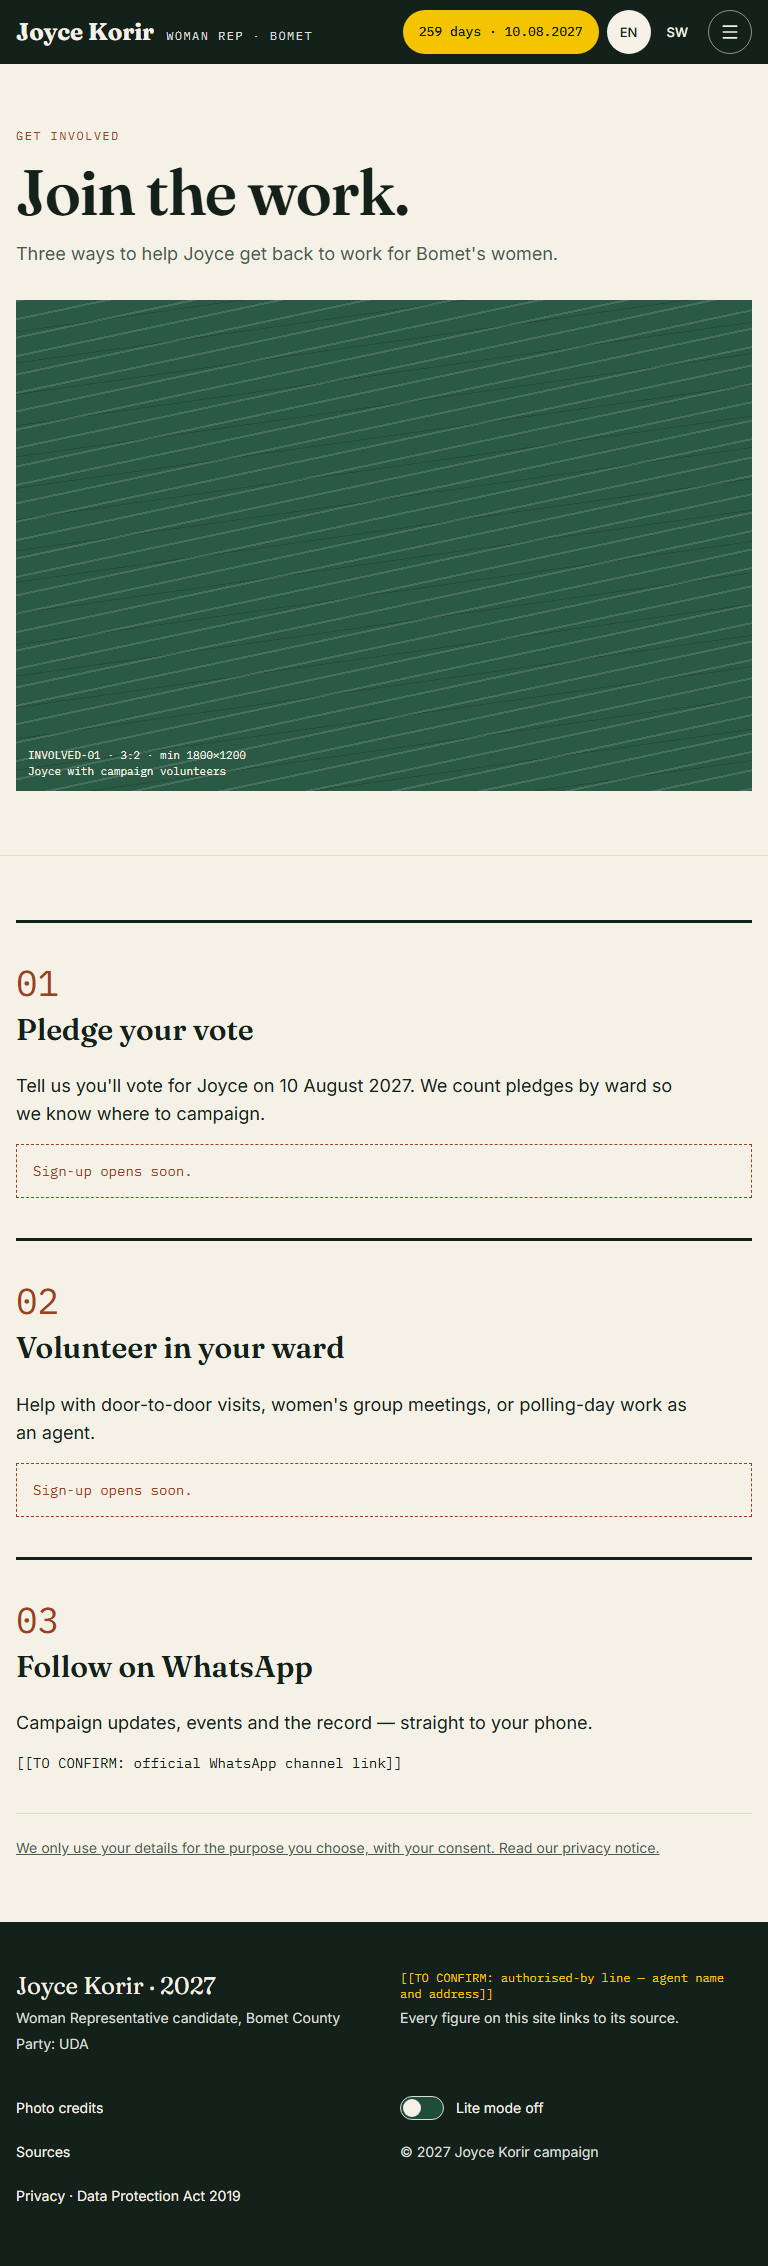 Joyce Korir WOMAN REP · BOMET 259 days · 10.08.2027 EN SW
GET INVOLVED
Join the work.
Three ways to help Joyce get back to work for Bomet's women.
INVOLVED-01 · 3:2 · min 1800×1200
Joyce with campaign volunteers
01
Pledge your vote
Tell us you'll vote for Joyce on 10 August 2027. We count pledges by ward so
we know where to campaign.
Sign-up opens soon.
02
Volunteer in your ward
Help with door-to-door visits, women's group meetings, or polling-day work as
an agent.
Sign-up opens soon.
03
Follow on WhatsApp
Campaign updates, events and the record — straight to your phone.
[[TO CONFIRM: official WhatsApp channel link]]
We only use your details for the purpose you choose, with your consent. Read our privacy notice.
Joyce Korir · 2027
Woman Representative candidate, Bomet County
Party: UDA
[[TO CONFIRM: authorised-by line — agent name
and address]]
Every figure on this site links to its source.
Photo credits
Sources
Privacy · Data Protection Act 2019
Lite mode off
© 2027 Joyce Korir campaign